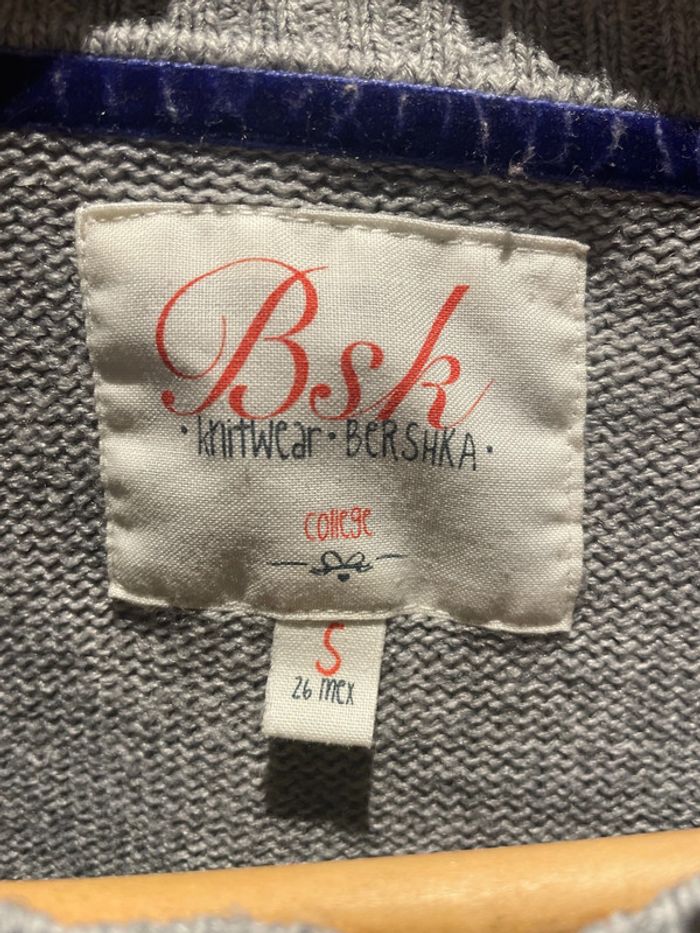 Bsk
· knitwear · BERSHKA ·
college
S
26 mex